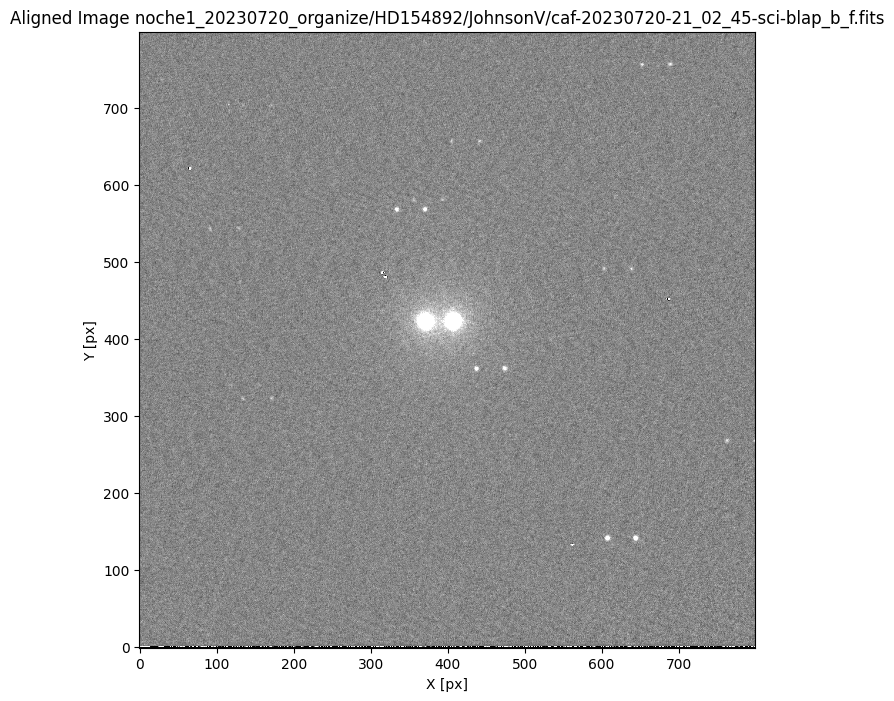 Aligned Image noche1_20230720_organize/HD154892/JohnsonV/caf-20230720-21_02_45-sci-blap_b_f.fits
700
600
500
400
300
200
100
0
Y [px]
0 100 200 300 400 500 600 700
X [px]